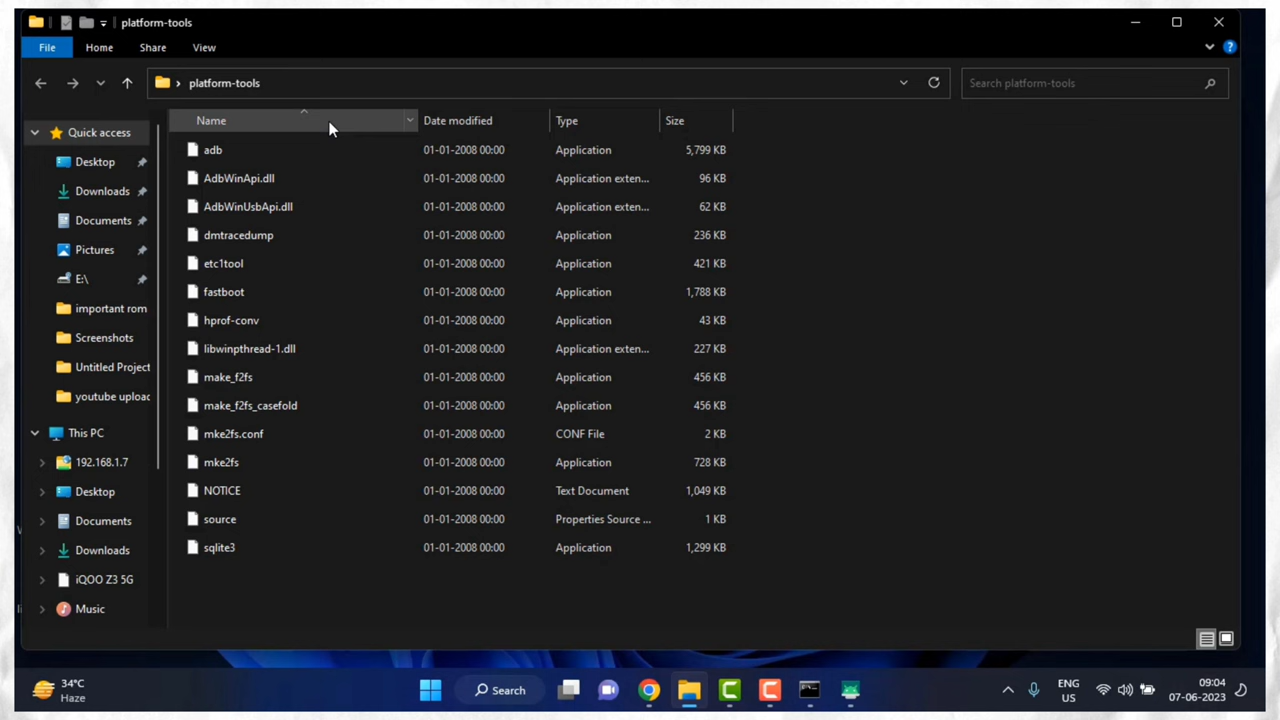 platform-tools
File Home Share View
platform-tools
Search platform-tools
Name Date modified Type Size
Quick access
Desktop
Downloads
Documents
Pictures
E:\
important rom
Screenshots
Untitled Project
youtube uploac
This PC
192.168.1.7
Desktop
Documents
Downloads
iQOO Z3 5G
Music
adb 01-01-2008 00:00 Application 5,799 KB
AdbWinApi.dll 01-01-2008 00:00 Application exten... 96 KB
AdbWinUsbApi.dll 01-01-2008 00:00 Application exten... 62 KB
dmtracedump 01-01-2008 00:00 Application 236 KB
etc1tool 01-01-2008 00:00 Application 421 KB
fastboot 01-01-2008 00:00 Application 1,788 KB
hprof-conv 01-01-2008 00:00 Application 43 KB
libwinpthread-1.dll 01-01-2008 00:00 Application exten... 227 KB
make_f2fs 01-01-2008 00:00 Application 456 KB
make_f2fs_casefold 01-01-2008 00:00 Application 456 KB
mke2fs.conf 01-01-2008 00:00 CONF File 2 KB
mke2fs 01-01-2008 00:00 Application 728 KB
NOTICE 01-01-2008 00:00 Text Document 1,049 KB
source 01-01-2008 00:00 Properties Source ... 1 KB
sqlite3 01-01-2008 00:00 Application 1,299 KB
34°C
Haze
Search
ENG
US
09:04
07-06-2023